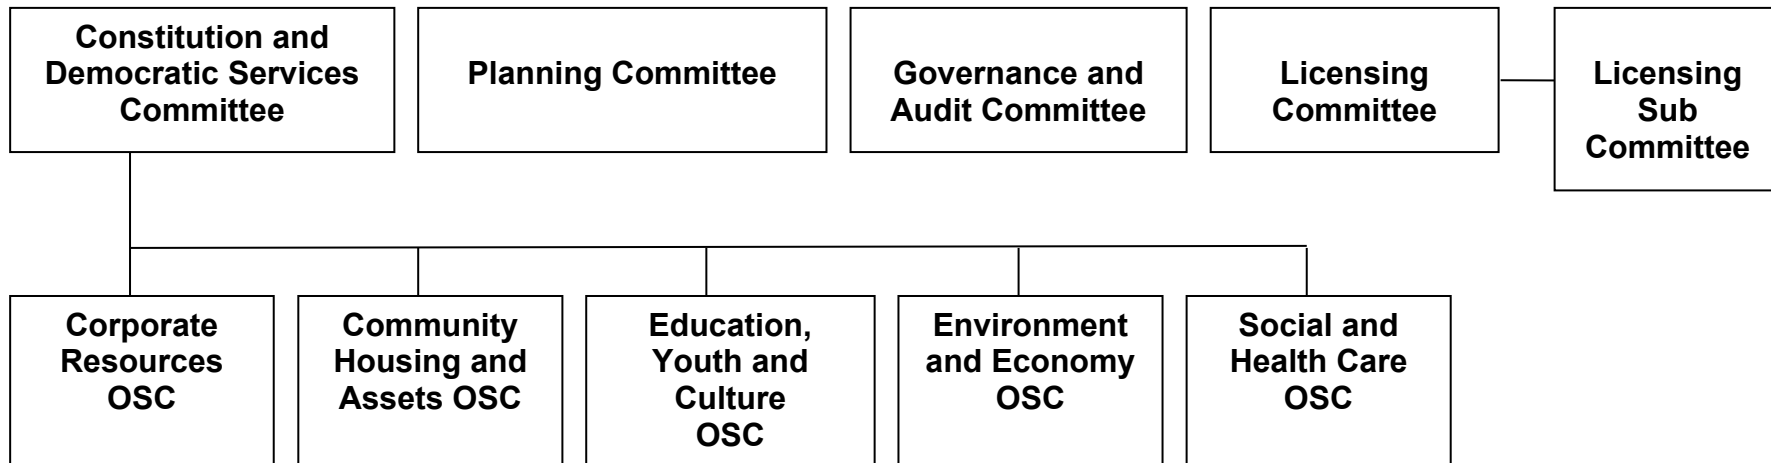 Constitution and
Democratic Services
Committee
Planning Committee
Governance and
Audit Committee
Licensing
Committee
Licensing
Sub
Committee
Corporate
Resources
OSC
Community
Housing and
Assets OSC
Education,
Youth and
Culture
OSC
Environment
and Economy
OSC
Social and
Health Care
OSC